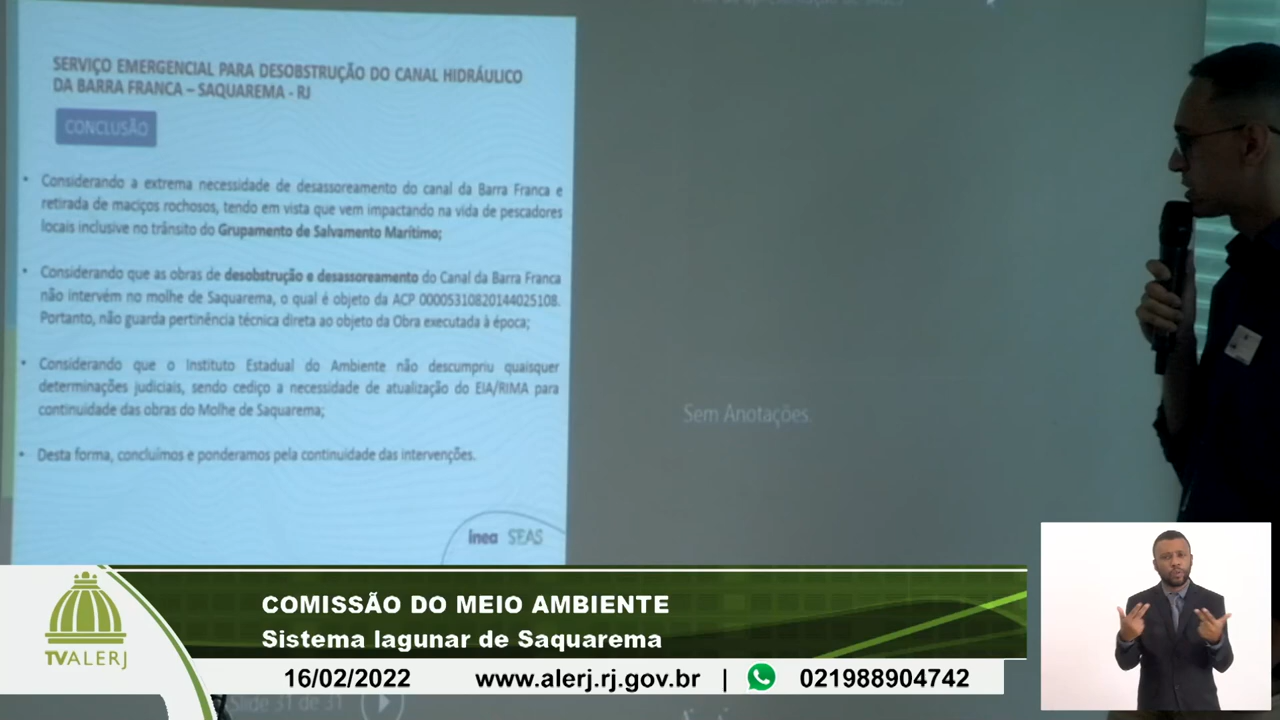 SERVIÇO EMERGENCIAL PARA DESOBSTRUÇÃO DO CANAL HIDRÁULICO
DA BARRA FRANCA – SAQUAREMA - RJ
CONCLUSÃO
• Considerando a extrema necessidade de desassoreamento do canal da Barra Franca e
retirada de maciços rochosos, tendo em vista que vem impactando na vida de pescadores
locais inclusive no trânsito do Grupamento de Salvamento Marítimo;
• Considerando que as obras de desobstrução e desassoreamento do Canal da Barra Franca
não intervém no molhe de Saquarema, o qual é objeto da ACP 00005310820144025108.
Portanto, não guarda pertinência técnica direta ao objeto da Obra executada à época;
• Considerando que o Instituto Estadual do Ambiente não descumpriu quaisquer
determinações judiciais, sendo cediço a necessidade de atualização do EIA/RIMA para
continuidade das obras do Molhe de Saquarema;
• Desta forma, concluímos e ponderamos pela continuidade das intervenções.
inea SEAS
Sem Anotações
COMISSÃO DO MEIO AMBIENTE
Sistema lagunar de Saquarema
TVALERJ
16/02/2022 www.alerj.rj.gov.br | 021988904742
Slide 31 de 31